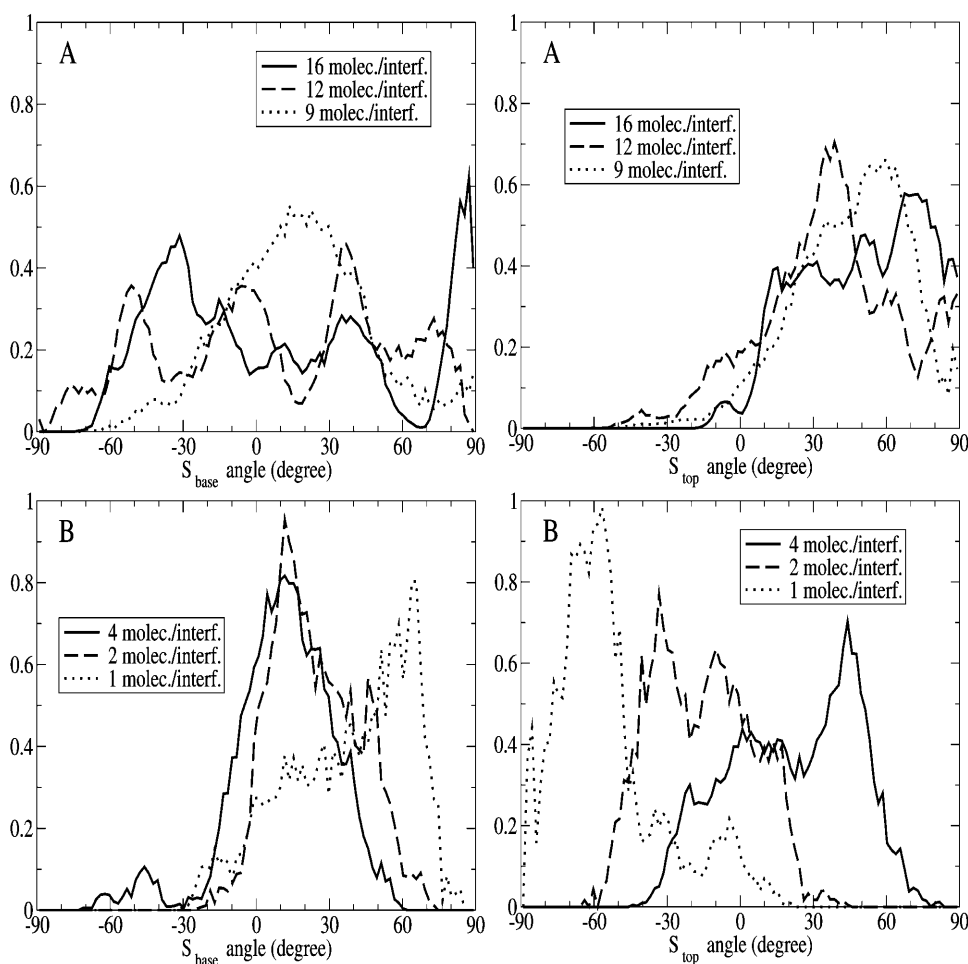 1
0.8
0.6
0.4
0.2
0
A
16 molec./interf.
12 molec./interf.
9 molec./interf.
-90 -60 -30 0 30 60 90
S_base angle (degree)
1
0.8
0.6
0.4
0.2
0
A
16 molec./interf.
12 molec./interf.
9 molec./interf.
-90 -60 -30 0 30 60 90
S_top angle (degree)
1
0.8
0.6
0.4
0.2
0
B
4 molec./interf.
2 molec./interf.
1 molec./interf.
-90 -60 -30 0 30 60 90
S_base angle (degree)
1
0.8
0.6
0.4
0.2
0
B
4 molec./interf.
2 molec./interf.
1 molec./interf.
-90 -60 -30 0 30 60 90
S_top angle (degree)